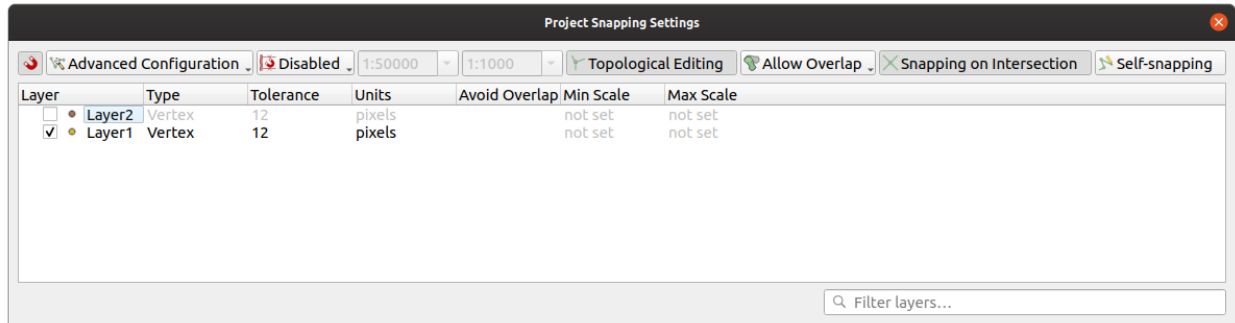 Project Snapping Settings
Advanced Configuration Disabled 1:50000 1:1000 Topological Editing Allow Overlap Snapping on Intersection Self-snapping
Layer Type Tolerance Units Avoid Overlap Min Scale Max Scale
Layer2 Vertex 12 pixels not set not set
Layer1 Vertex 12 pixels not set not set
Filter layers...